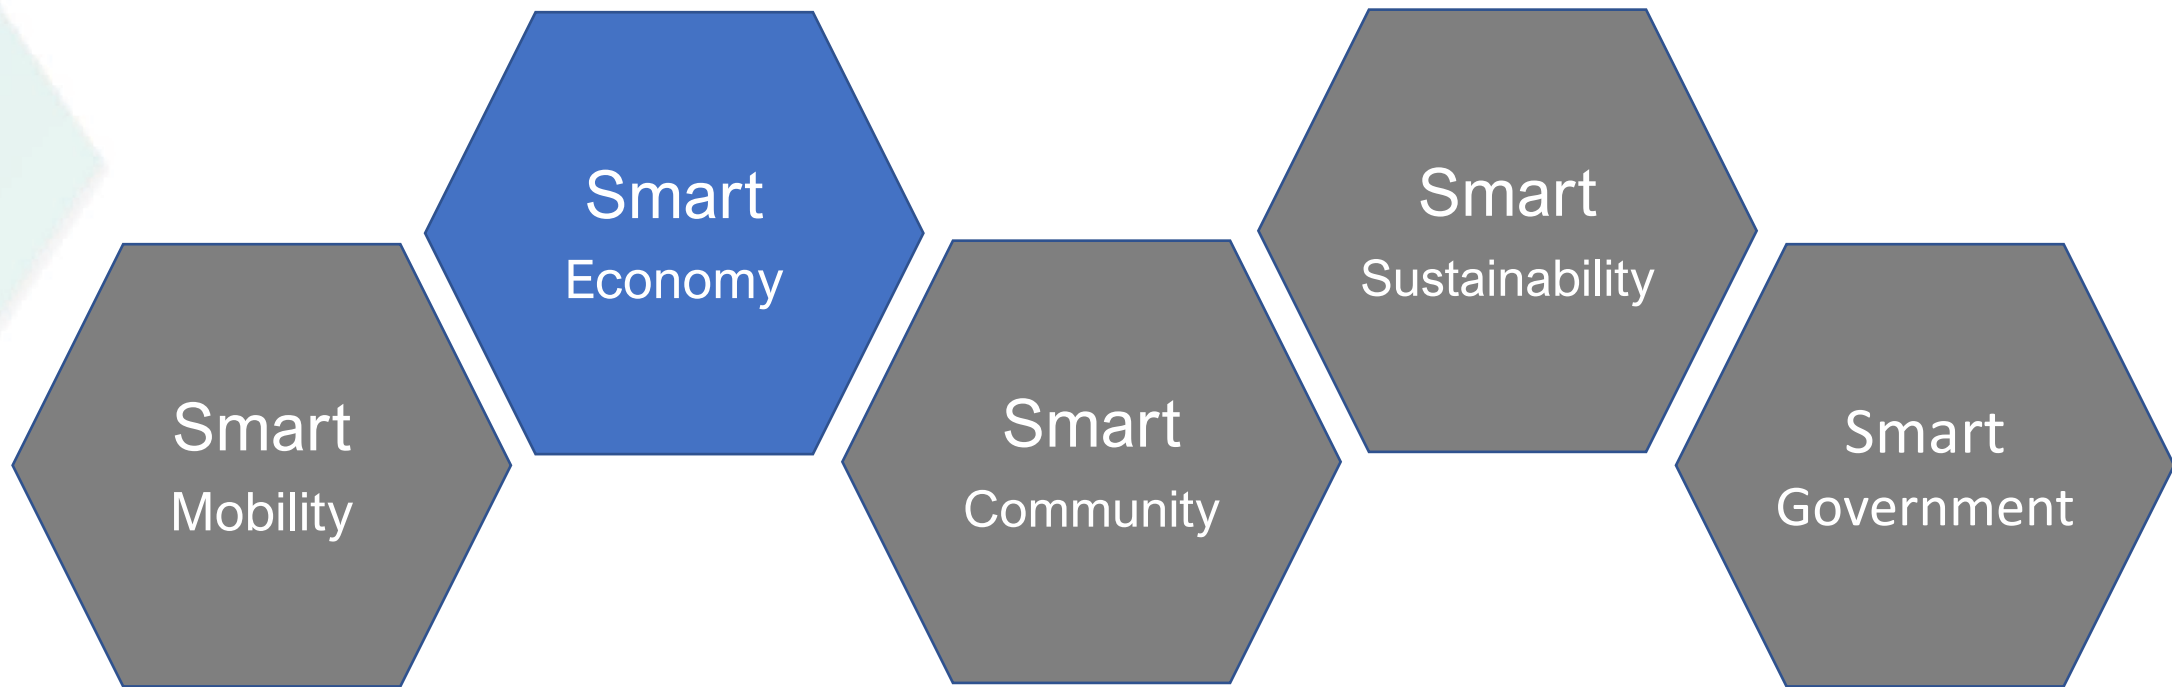 Smart
Mobility
Smart
Economy
Smart
Community
Smart
Sustainability
Smart
Government